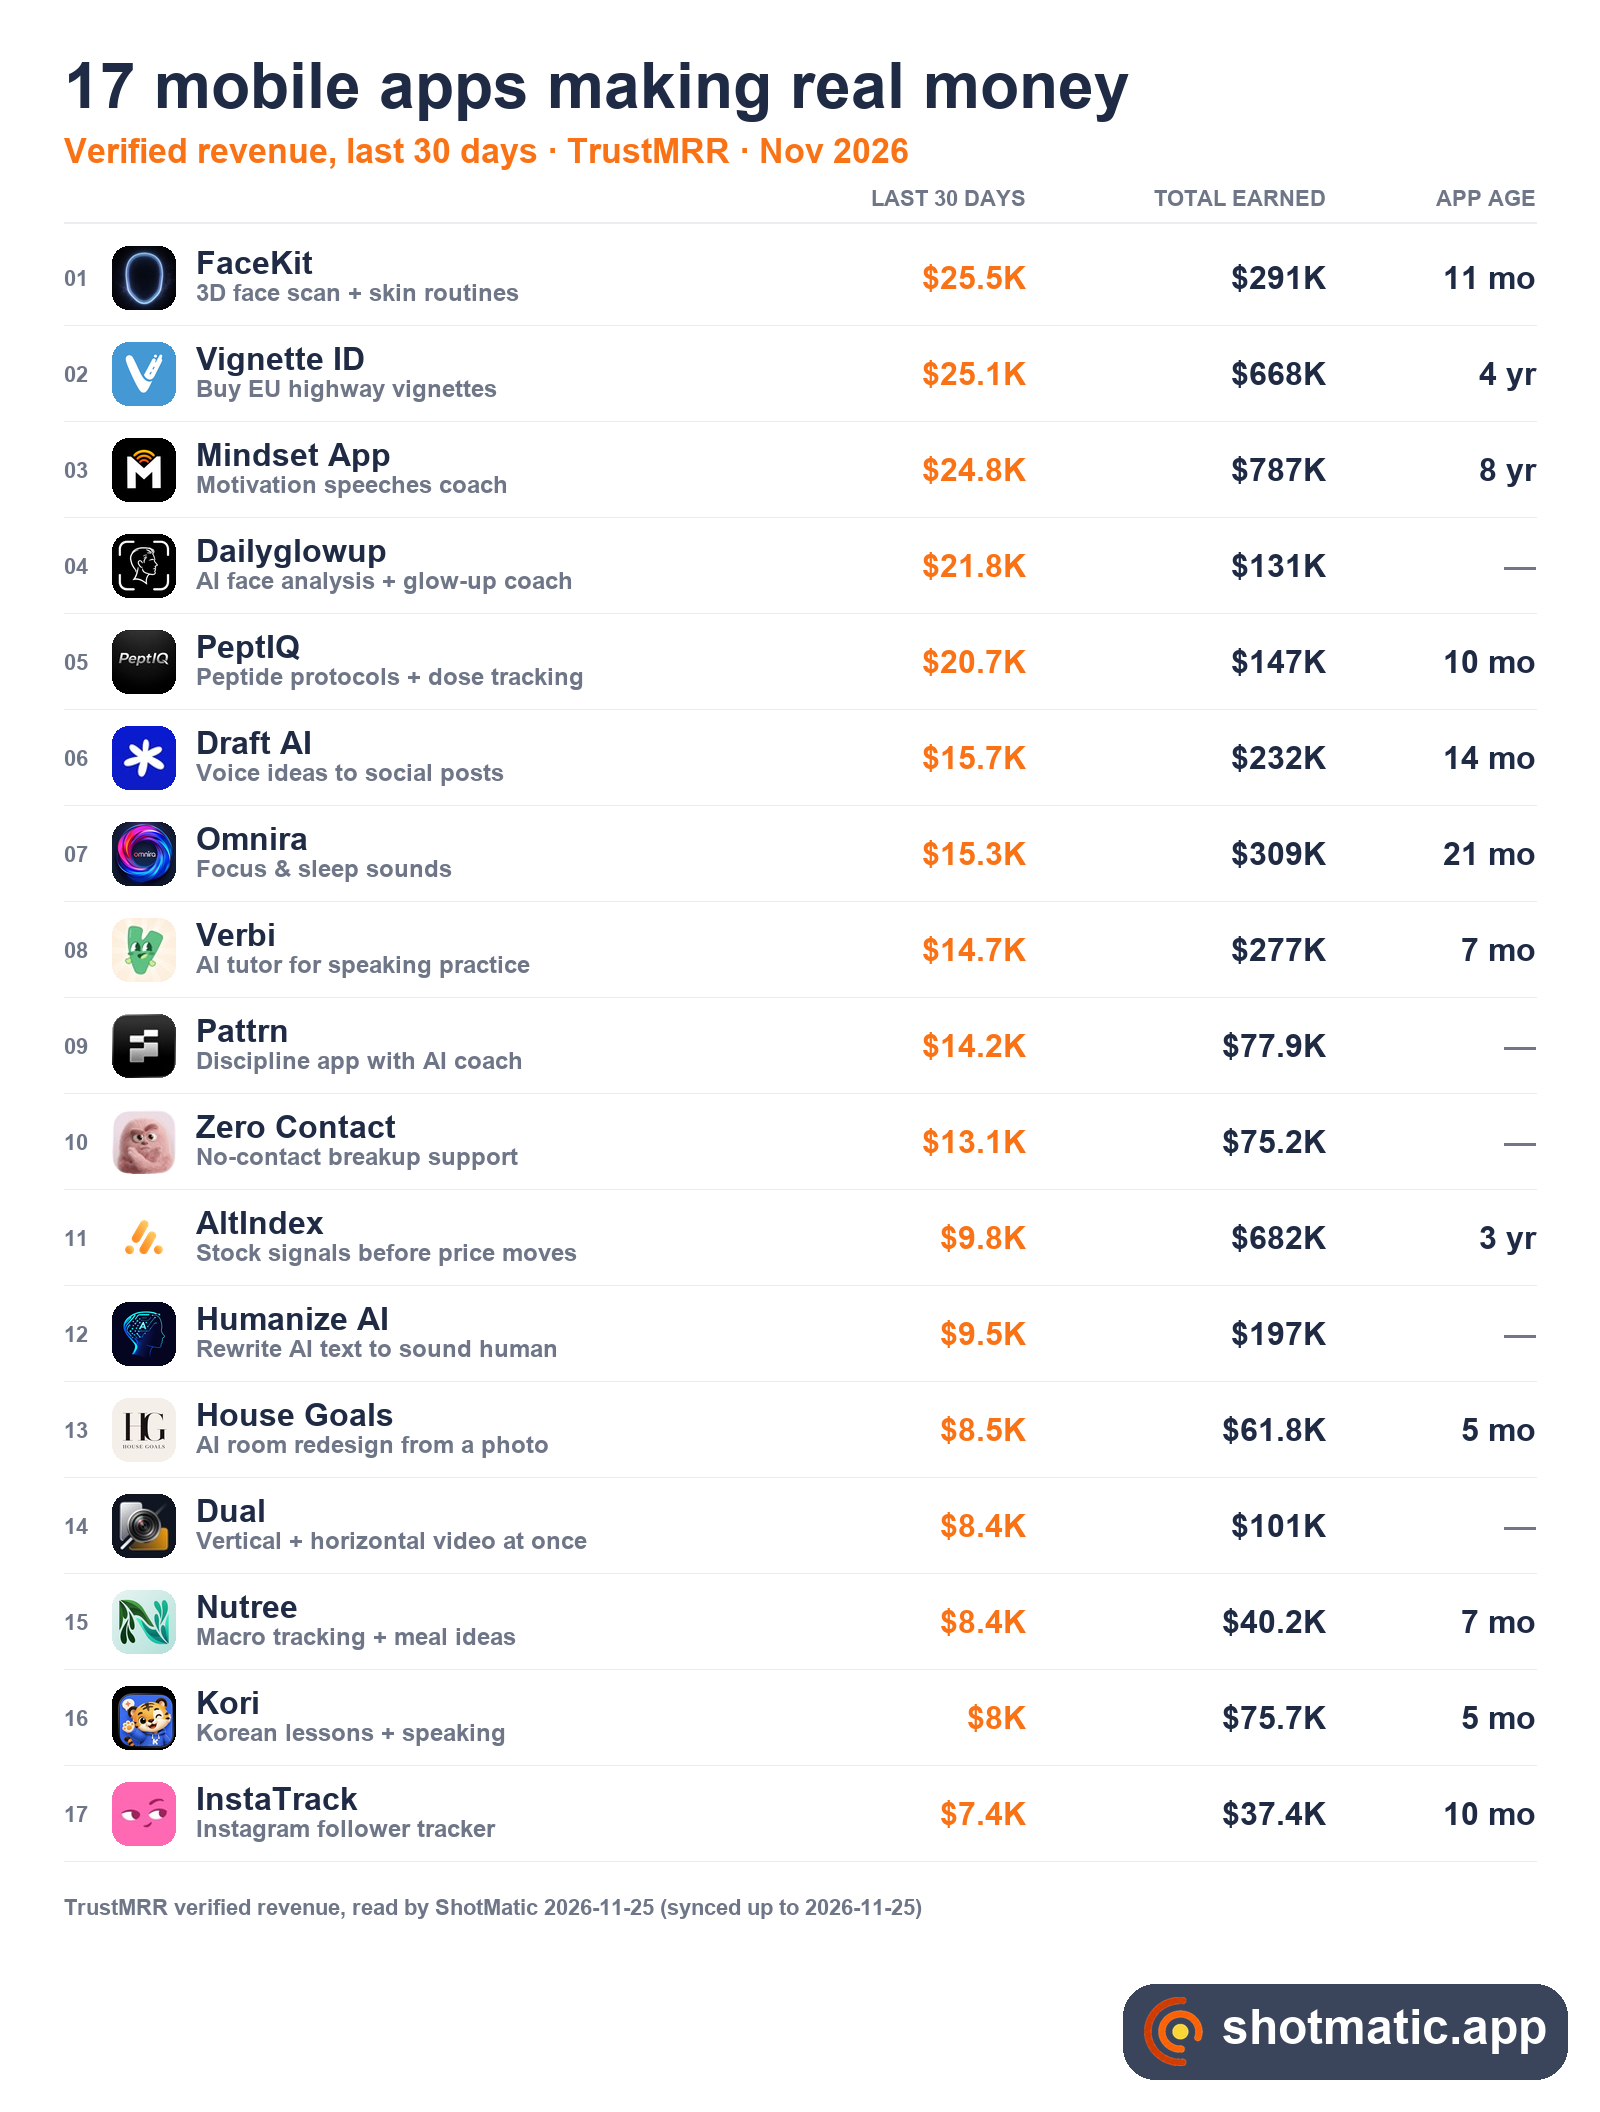 17 mobile apps making real money
Verified revenue, last 30 days · TrustMRR · Nov 2026
LAST 30 DAYS TOTAL EARNED APP AGE
01 FaceKit $25.5K $291K 11 mo
3D face scan + skin routines
02 Vignette ID $25.1K $668K 4 yr
Buy EU highway vignettes
03 Mindset App $24.8K $787K 8 yr
Motivation speeches coach
04 Dailyglowup $21.8K $131K —
AI face analysis + glow-up coach
PeptIQ
05 PeptIQ $20.7K $147K 10 mo
Peptide protocols + dose tracking
06 Draft AI $15.7K $232K 14 mo
Voice ideas to social posts
omnira
07 Omnira $15.3K $309K 21 mo
Focus & sleep sounds
08 Verbi $14.7K $277K 7 mo
AI tutor for speaking practice
09 Pattrn $14.2K $77.9K —
Discipline app with AI coach
10 Zero Contact $13.1K $75.2K —
No-contact breakup support
11 AltIndex $9.8K $682K 3 yr
Stock signals before price moves
12 Humanize AI $9.5K $197K —
Rewrite AI text to sound human
HG
HOUSE GOALS
13 House Goals $8.5K $61.8K 5 mo
AI room redesign from a photo
14 Dual $8.4K $101K —
Vertical + horizontal video at once
15 Nutree $8.4K $40.2K 7 mo
Macro tracking + meal ideas
16 Kori $8K $75.7K 5 mo
Korean lessons + speaking
17 InstaTrack $7.4K $37.4K 10 mo
Instagram follower tracker
TrustMRR verified revenue, read by ShotMatic 2026-11-25 (synced up to 2026-11-25)
shotmatic.app